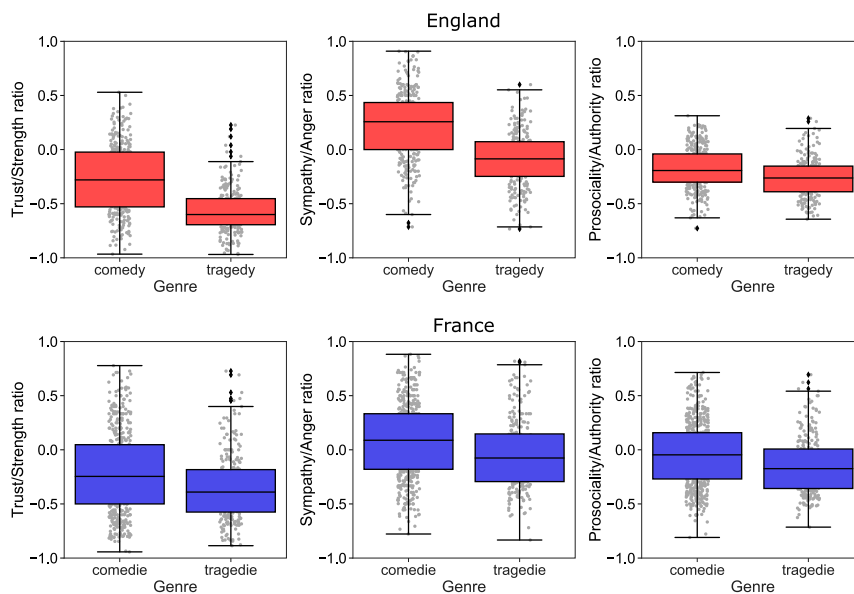 England
Trust/Strength ratio
1.0
0.5
0.0
−0.5
−1.0
comedy tragedy
Genre
Sympathy/Anger ratio
1.0
0.5
0.0
−0.5
−1.0
comedy tragedy
Genre
Prosociality/Authority ratio
1.0
0.5
0.0
−0.5
−1.0
comedy tragedy
Genre
France
Trust/Strength ratio
1.0
0.5
0.0
−0.5
−1.0
comedie tragedie
Genre
Sympathy/Anger ratio
1.0
0.5
0.0
−0.5
−1.0
comedie tragedie
Genre
Prosociality/Authority ratio
1.0
0.5
0.0
−0.5
−1.0
comedie tragedie
Genre